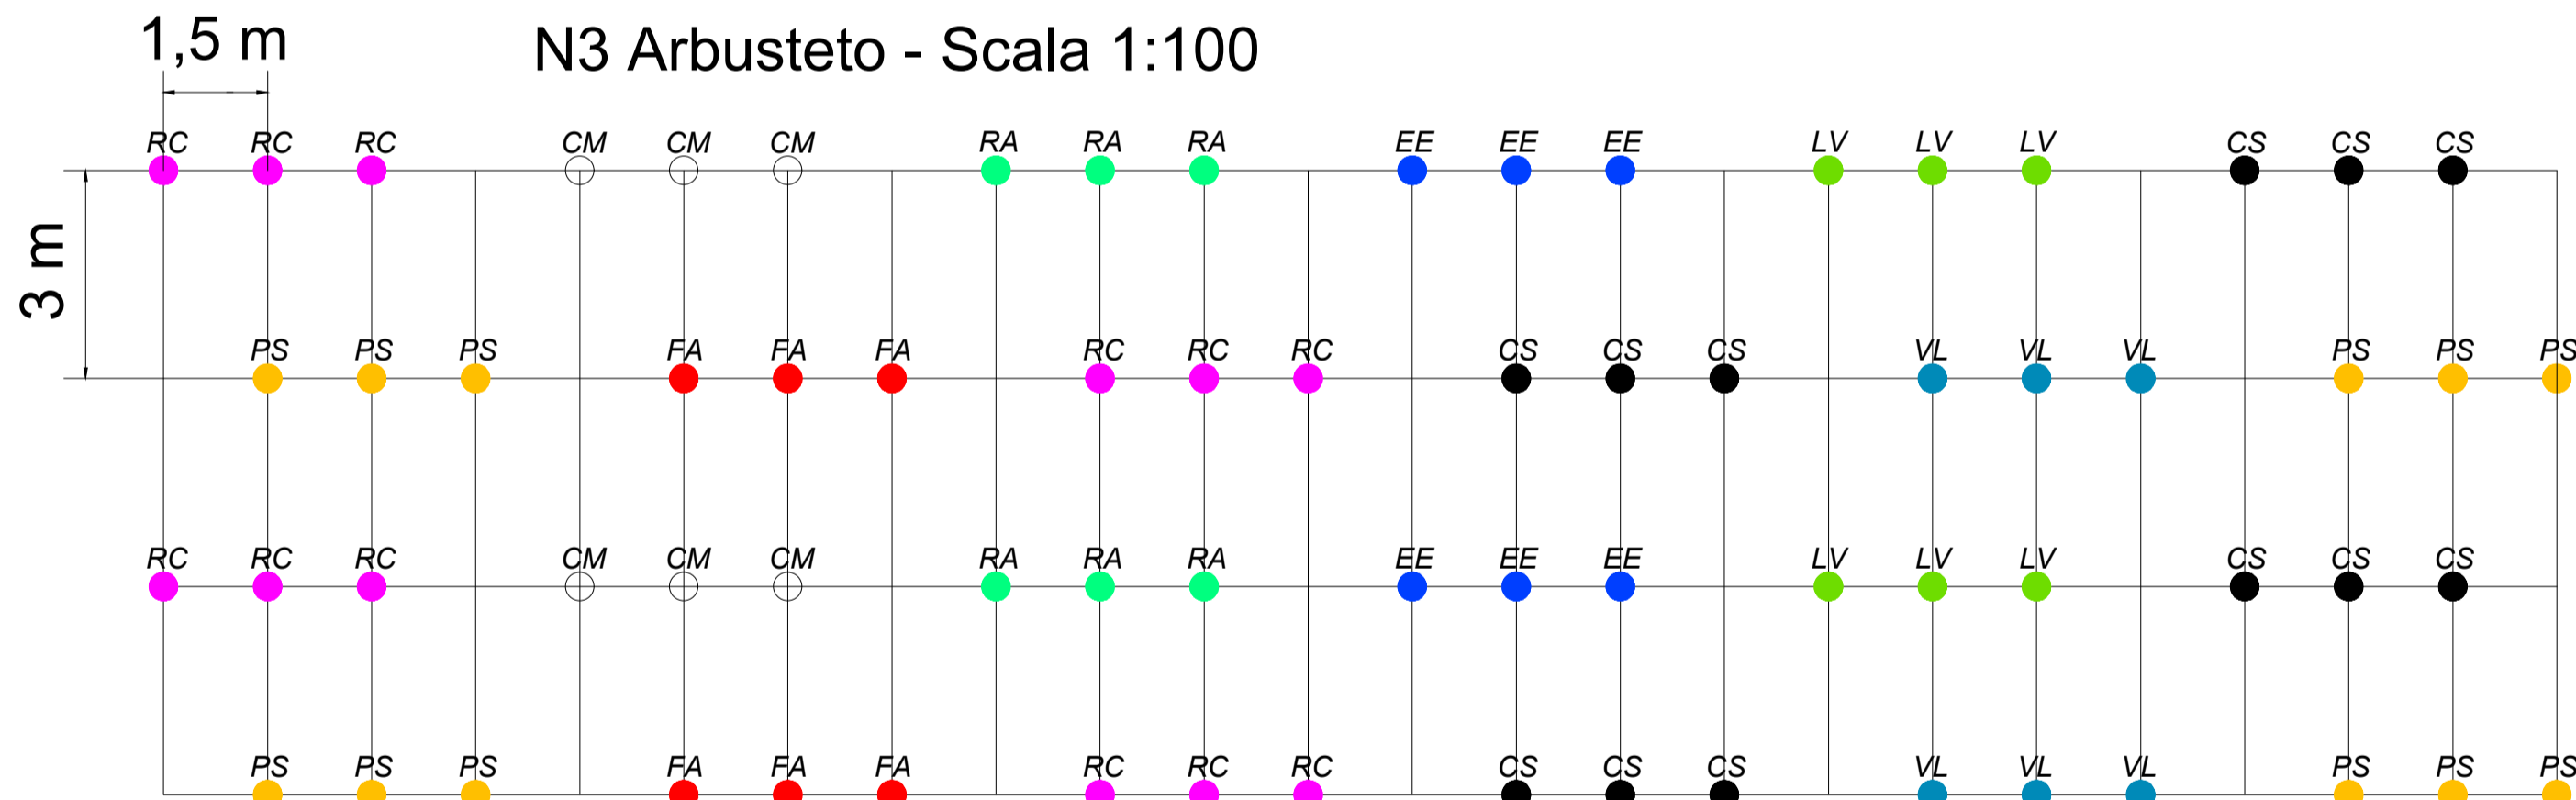 1,5 m
N3 Arbusteto - Scala 1:100
RC RC RC CM CM CM RA RA RA EE EE EE LV LV LV CS CS CS
3 m
PS PS PS FA FA FA RC RC RC CS CS CS VL VL VL PS PS PS
RC RC RC CM CM CM RA RA RA EE EE EE LV LV LV CS CS CS
PS PS PS FA FA FA RC RC RC CS CS CS VL VL VL PS PS PS